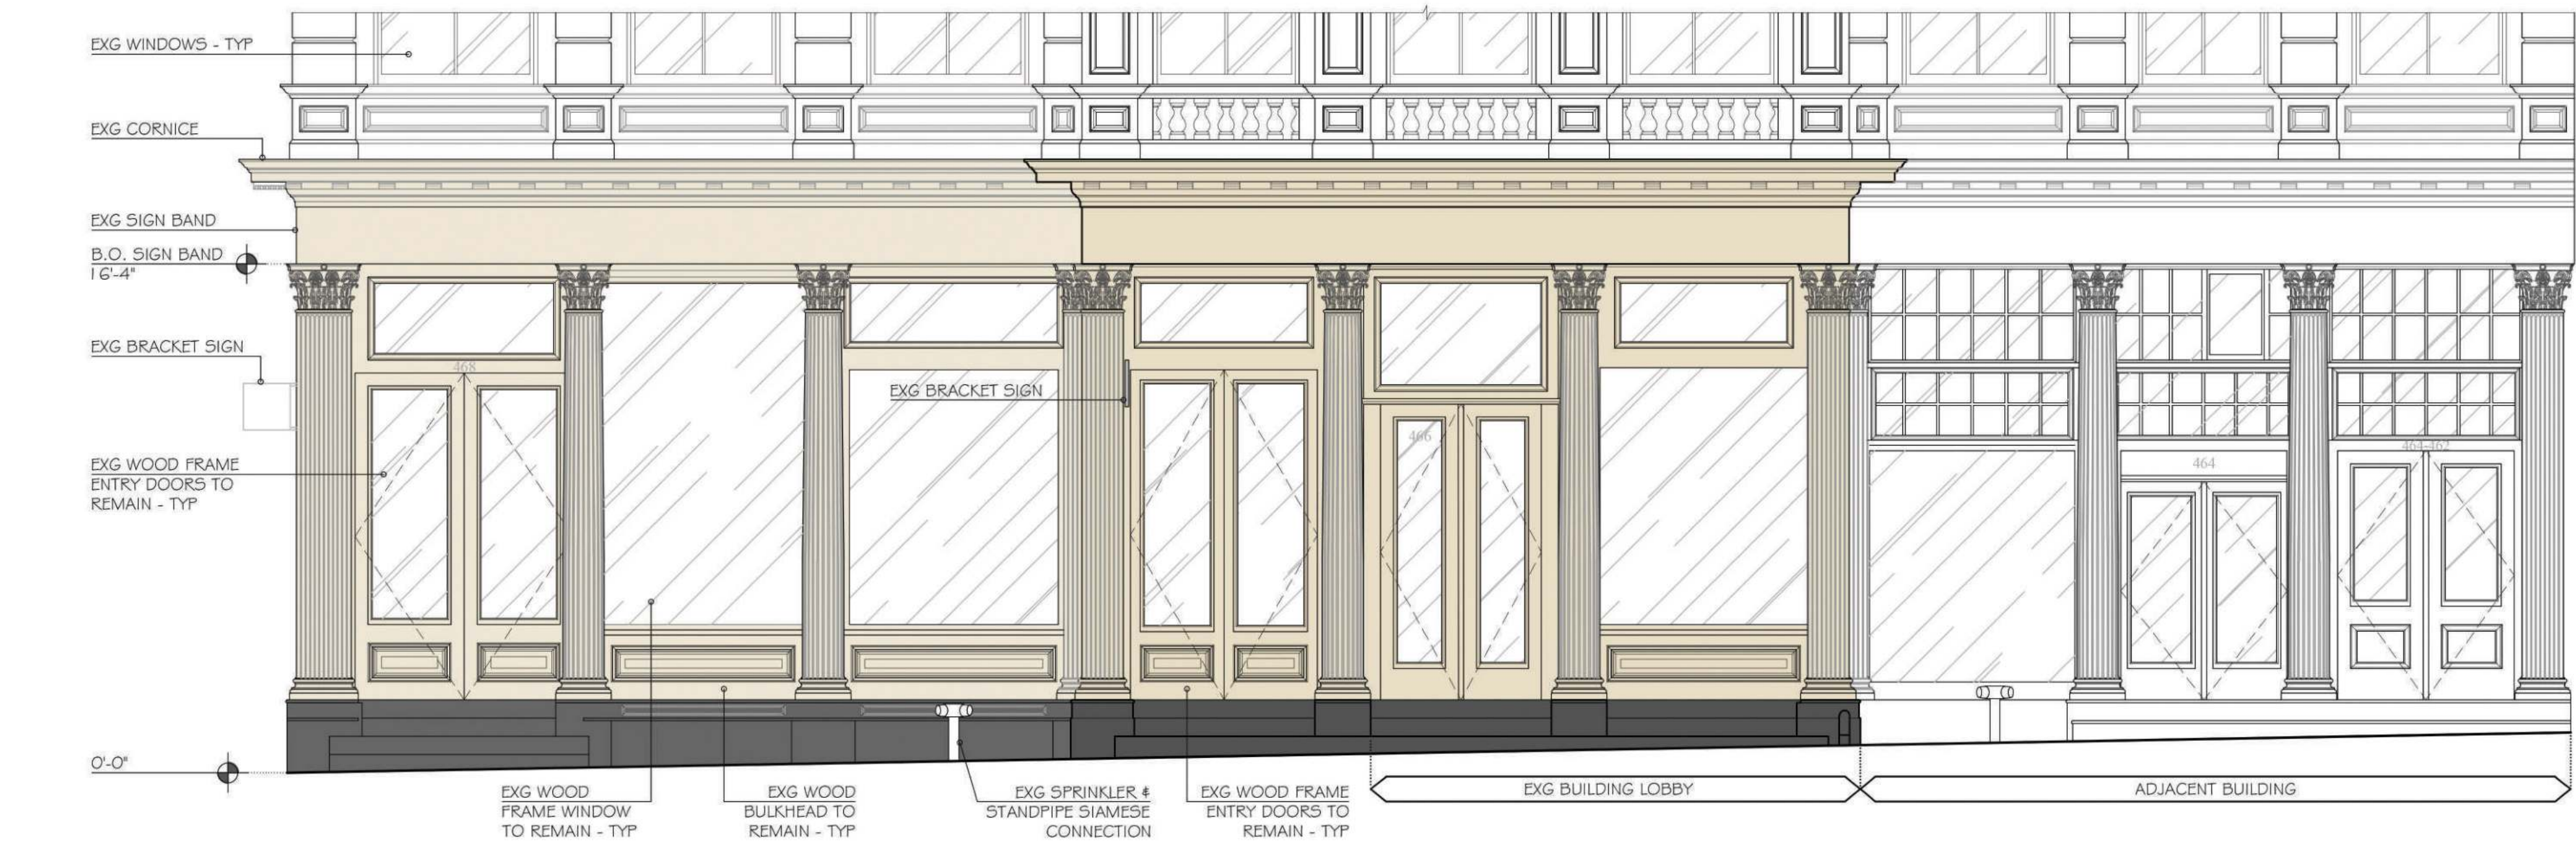 EXG WINDOWS - TYP
EXG CORNICE
EXG SIGN BAND
B.O. SIGN BAND
16'-4"
EXG BRACKET SIGN
468
EXG BRACKET SIGN
466
464
464-462
EXG WOOD FRAME
ENTRY DOORS TO
REMAIN - TYP
0'-0"
EXG WOOD
FRAME WINDOW
TO REMAIN - TYP
EXG WOOD
BULKHEAD TO
REMAIN - TYP
EXG SPRINKLER &
STANDPIPE SIAMESE
CONNECTION
EXG WOOD FRAME
ENTRY DOORS TO
REMAIN - TYP
EXG BUILDING LOBBY
ADJACENT BUILDING